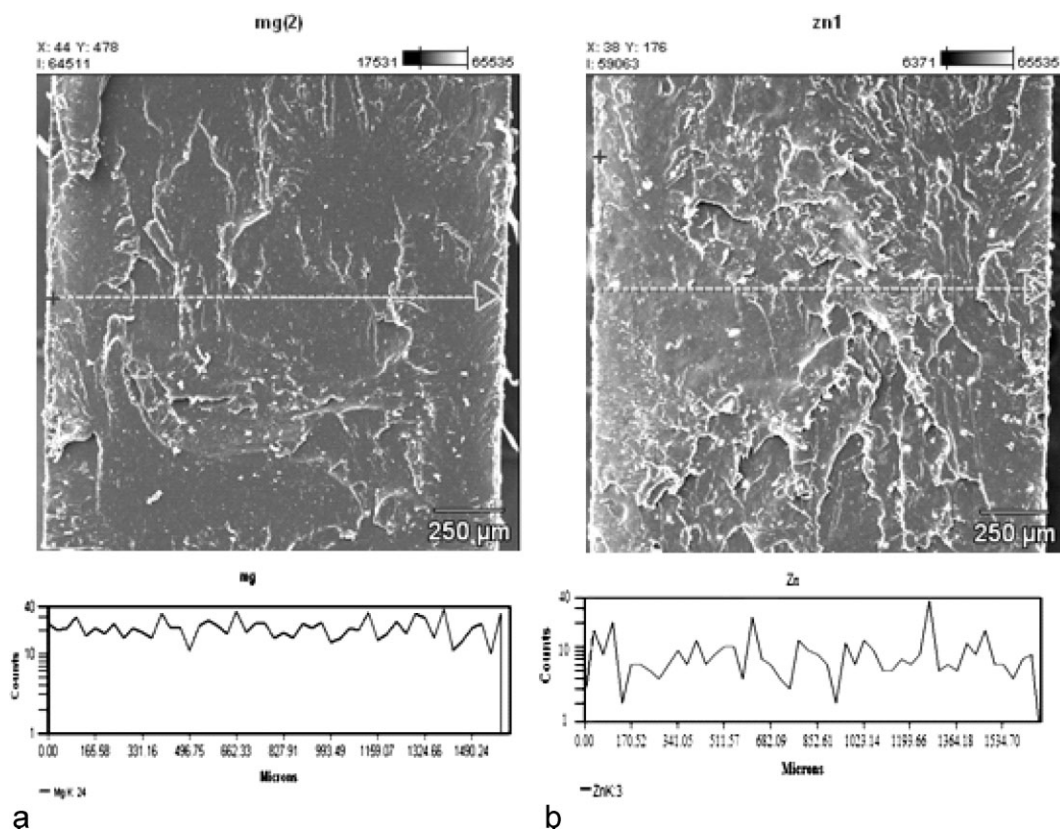 mg(2)
X: 44 Y: 478
I: 64511
17531 65535
250 µm
mg
40
10
1
Counts
0.00 165.58 331.16 496.75 662.33 827.91 993.49 1159.07 1324.66 1490.24
Microns
MgK: 24
a
zn1
X: 38 Y: 176
I: 59063
6371 65535
250 µm
Zn
40
10
Counts
0.00 170.52 341.05 511.57 682.09 852.61 1023.14 1193.66 1364.18 1534.70
Microns
ZnK: 3
b